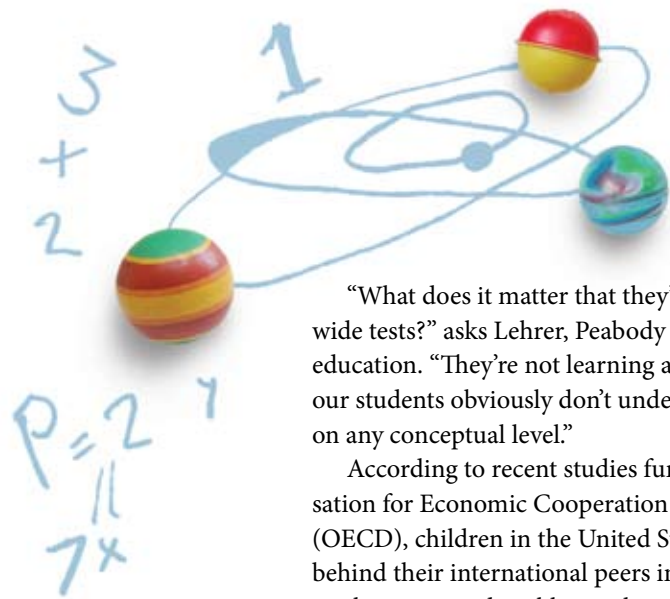 3
+
2
1
P = 2 y
||
7 x
“What does it matter that they’
wide tests?” asks Lehrer, Peabody
education. “They’re not learning a
our students obviously don’t unde
on any conceptual level.”
According to recent studies fu
sation for Economic Cooperation
(OECD), children in the United S
behind their international peers i